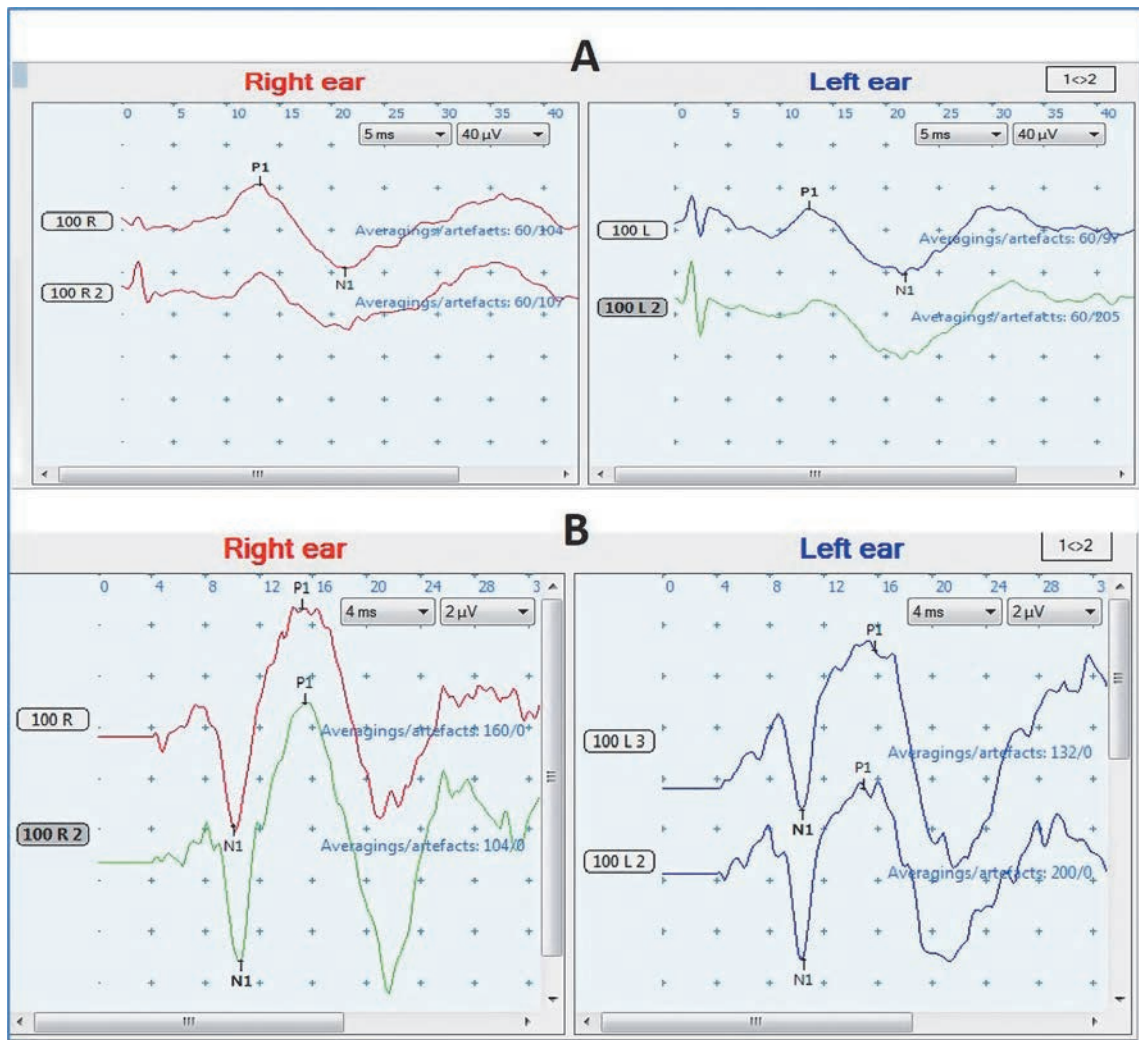 A
Right ear
Left ear
1<>2
0 5 10 15 20 25 30 35 40
5 ms
40 µV
P1
100 R
Averagings/artefacts: 60/104
N1
100 R 2
Averagings/artefacts: 60/107
0 5 10 15 20 25 30 35 40
5 ms
40 µV
P1
100 L
Averagings/artefacts: 60/97
N1
100 L 2
Averagings/artefacts: 60/205
B
Right ear
Left ear
1<>2
0 4 8 12 16 20 24 28 3
P1
4 ms
2 µV
P1
100 R
Averagings/artefacts: 160/0
100 R 2
N1
Averagings/artefacts: 104/0
N1
0 4 8 12 16 20 24 28 3
4 ms
2 µV
P1
100 L 3
Averagings/artefacts: 132/0
P1
N1
100 L 2
Averagings/artefacts: 200/0
N1